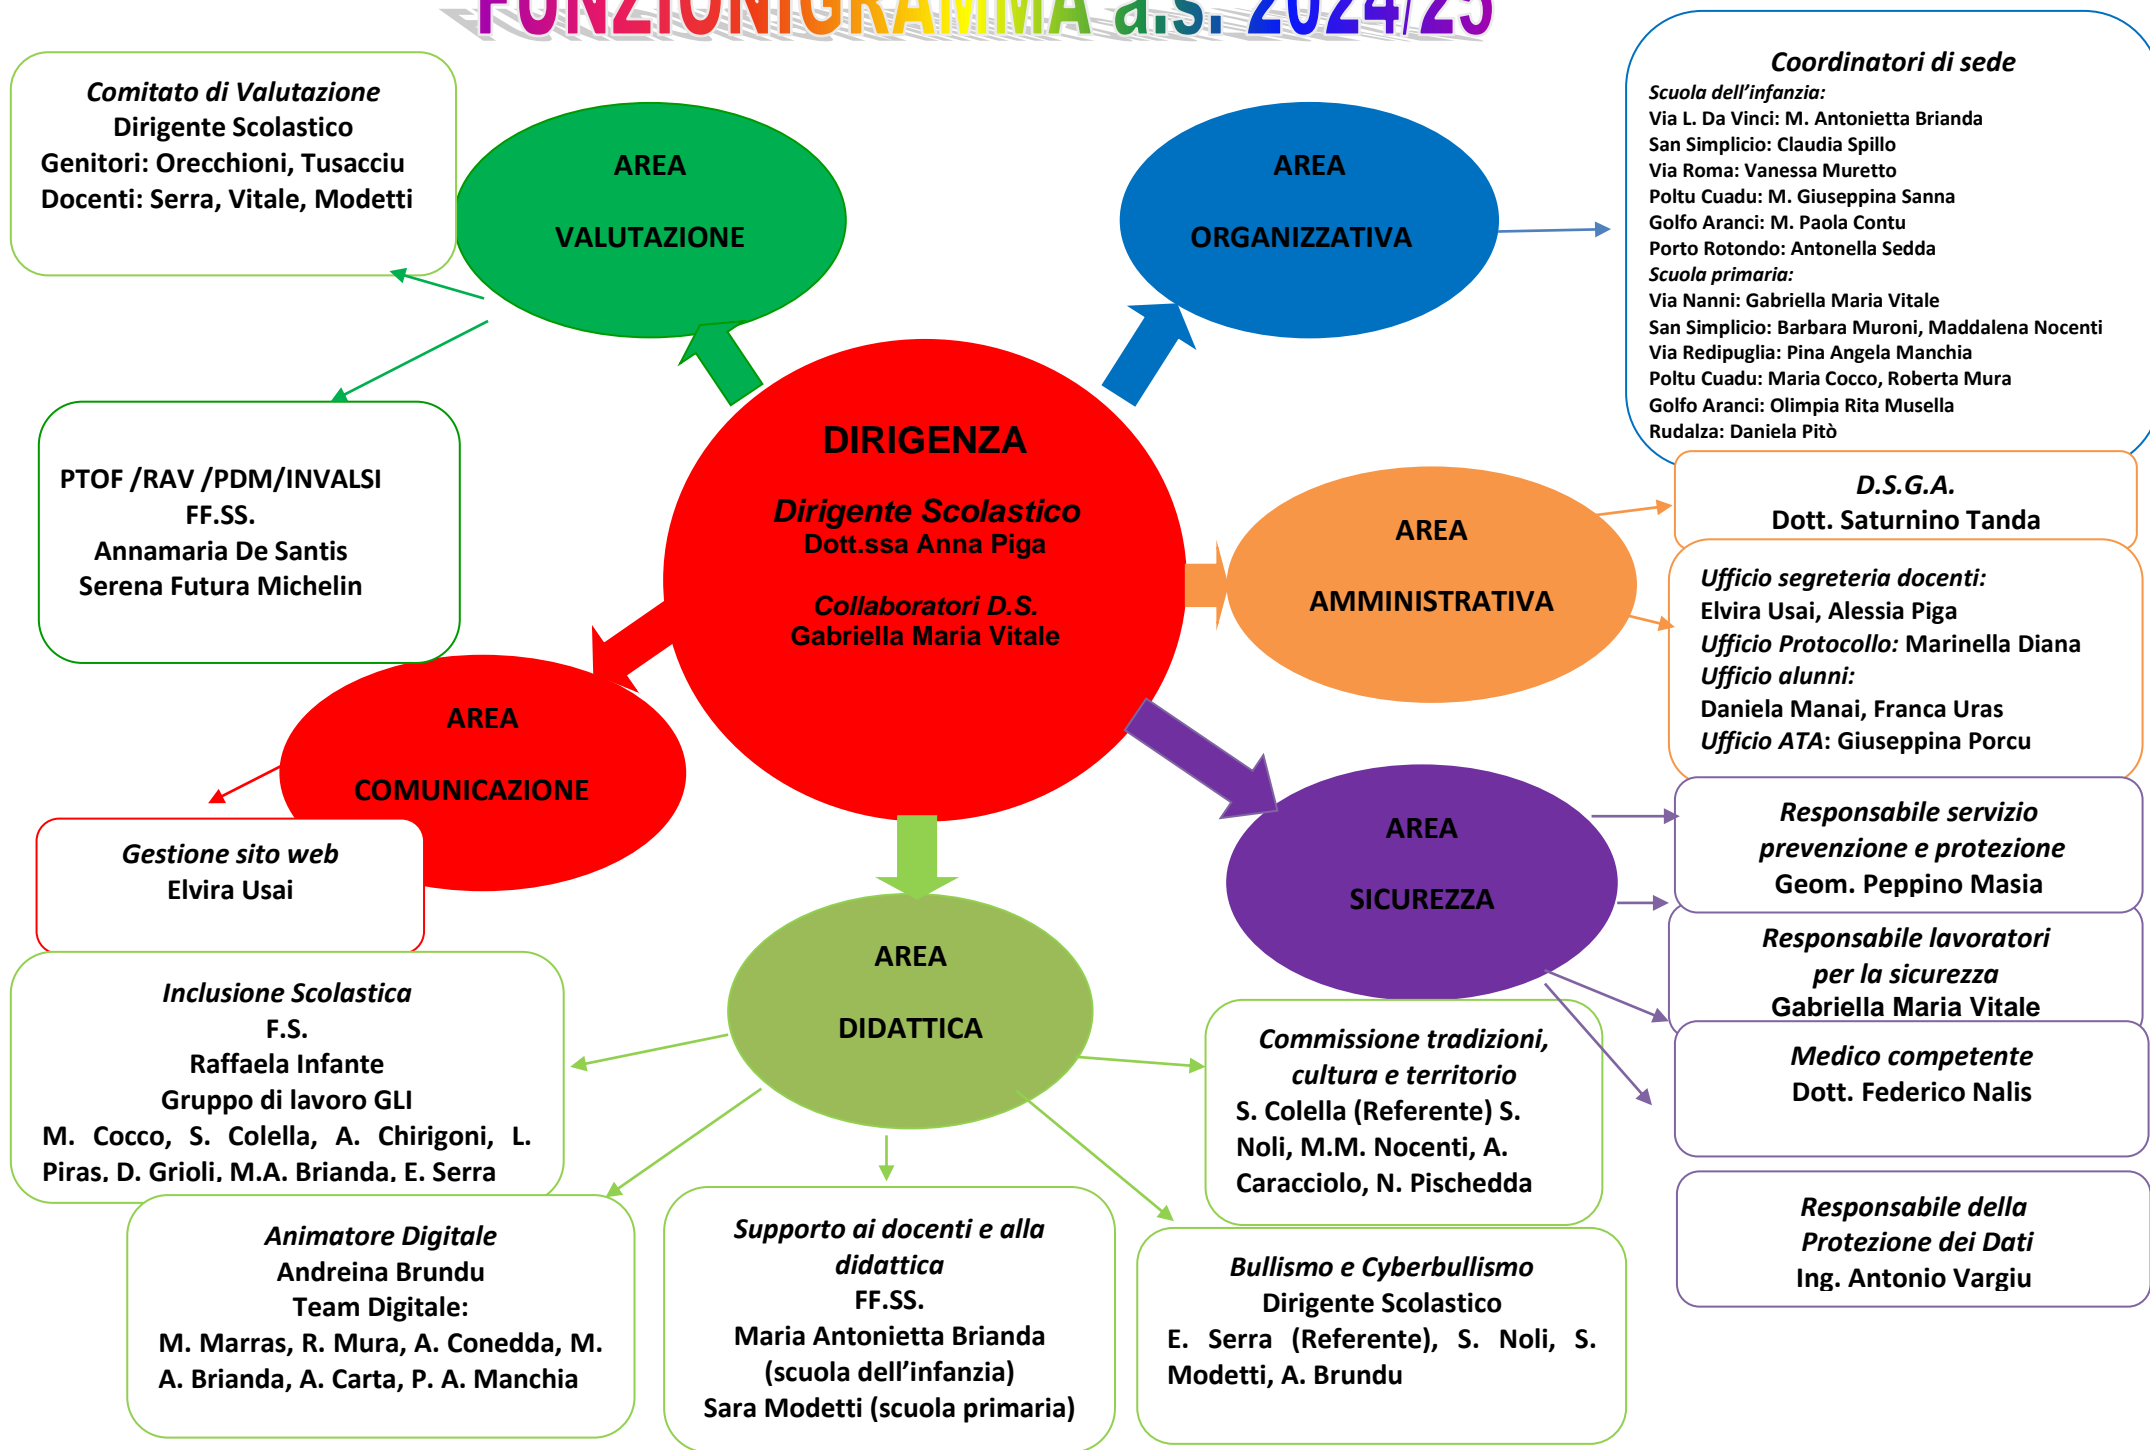 FUNZIONIGRAMMA a.s. 2024/25
Comitato di Valutazione
Dirigente Scolastico
Genitori: Orecchioni, Tusacciu
Docenti: Serra, Vitale, Modetti
AREA
VALUTAZIONE
AREA
ORGANIZZATIVA
Coordinatori di sede
Scuola dell’infanzia:
Via L. Da Vinci: M. Antonietta Brianda
San Simplicio: Claudia Spillo
Via Roma: Vanessa Muretto
Poltu Cuadu: M. Giuseppina Sanna
Golfo Aranci: M. Paola Contu
Porto Rotondo: Antonella Sedda
Scuola primaria:
Via Nanni: Gabriella Maria Vitale
San Simplicio: Barbara Muroni, Maddalena Nocenti
Via Redipuglia: Pina Angela Manchia
Poltu Cuadu: Maria Cocco, Roberta Mura
Golfo Aranci: Olimpia Rita Musella
Rudalza: Daniela Pitò
PTOF /RAV /PDM/INVALSI
FF.SS.
Annamaria De Santis
Serena Futura Michelin
DIRIGENZA
Dirigente Scolastico
Dott.ssa Anna Piga
Collaboratori D.S.
Gabriella Maria Vitale
AREA
AMMINISTRATIVA
D.S.G.A.
Dott. Saturnino Tanda
Ufficio segreteria docenti:
Elvira Usai, Alessia Piga
Ufficio Protocollo: Marinella Diana
Ufficio alunni:
Daniela Manai, Franca Uras
Ufficio ATA: Giuseppina Porcu
AREA
COMUNICAZIONE
Gestione sito web
Elvira Usai
AREA
SICUREZZA
Responsabile servizio
prevenzione e protezione
Geom. Peppino Masia
Responsabile lavoratori
per la sicurezza
Gabriella Maria Vitale
Medico competente
Dott. Federico Nalis
Responsabile della
Protezione dei Dati
Ing. Antonio Vargiu
AREA
DIDATTICA
Inclusione Scolastica
F.S.
Raffaela Infante
Gruppo di lavoro GLI
M. Cocco, S. Colella, A. Chirigoni, L.
Piras, D. Grioli, M.A. Brianda, E. Serra
Animatore Digitale
Andreina Brundu
Team Digitale:
M. Marras, R. Mura, A. Conedda, M.
A. Brianda, A. Carta, P. A. Manchia
Supporto ai docenti e alla
didattica
FF.SS.
Maria Antonietta Brianda
(scuola dell’infanzia)
Sara Modetti (scuola primaria)
Commissione tradizioni,
cultura e territorio
S. Colella (Referente) S.
Noli, M.M. Nocenti, A.
Caracciolo, N. Pischedda
Bullismo e Cyberbullismo
Dirigente Scolastico
E. Serra (Referente), S. Noli, S.
Modetti, A. Brundu